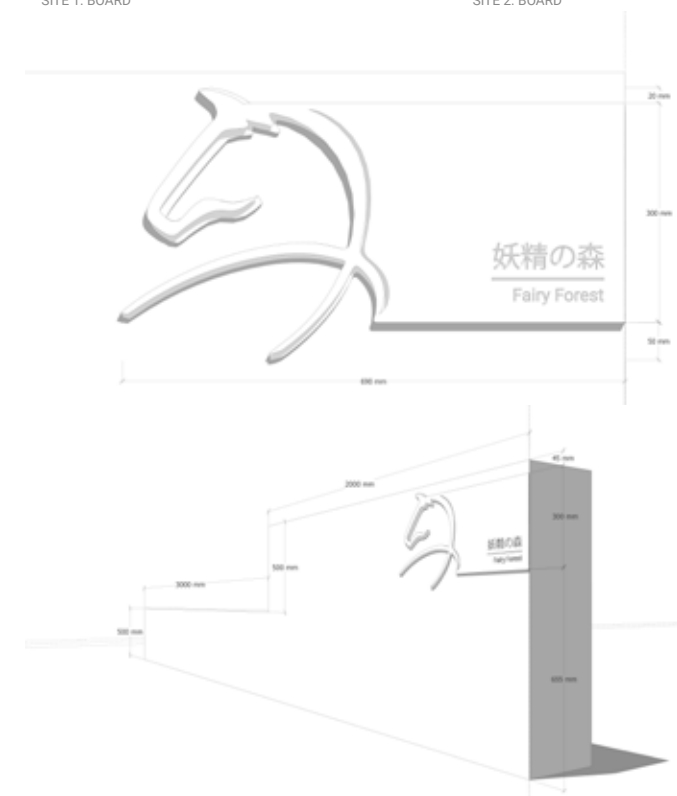 SITE 1. BOARD
SITE 2. BOARD
20 mm
300 mm
妖精の森
Fairy Forest
50 mm
690 mm
45 mm
2000 mm
300 mm
妖精の森
Fairy Forest
500 mm
3000 mm
500 mm